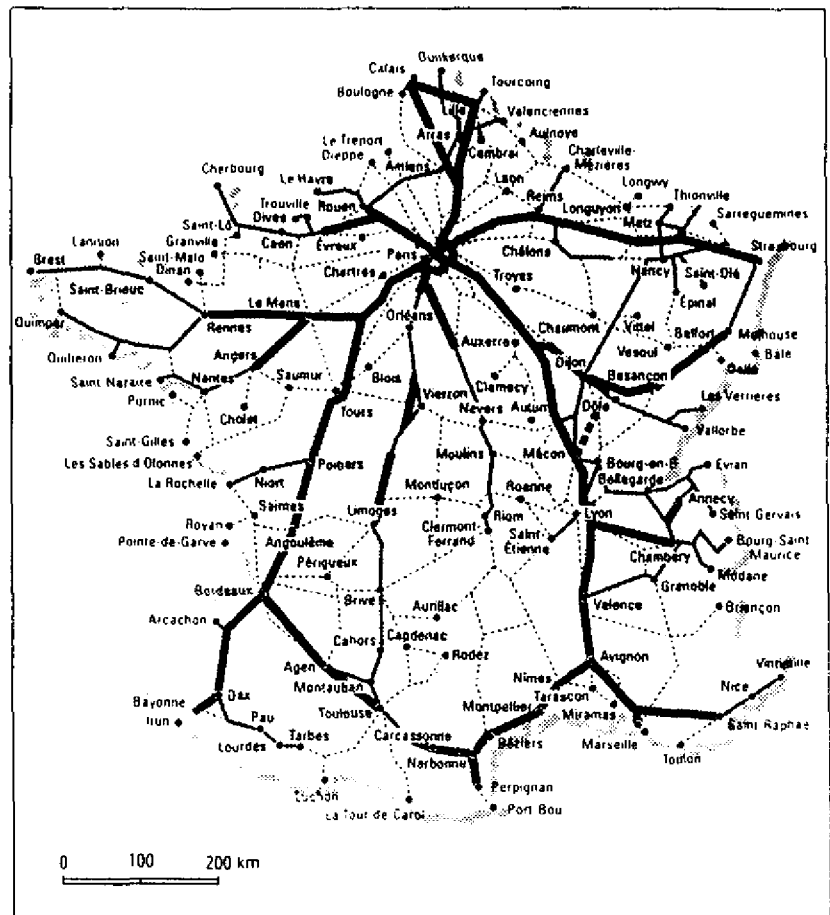 Dunkerque
Calais
Boulogne
Tourcoing
Lille
Valenciennes
Arras
Aulnoye
Cambrai
Le Tréport
Dieppe
Charleville-
Mézières
Amiens
Cherbourg
Le Havre
Laon
Longwy
Thionville
Trouville
Rouen
Reims
Longuyon
Metz
Dives
Sarreguemines
Saint-Lô
Caen
Évreux
Granville
Paris
Châlons
Strasbourg
Lannion
Saint-Malo
Brest
Dinan
Chartres
Troyes
Nancy
Saint-Dié
Saint-Brieuc
Épinal
Le Mans
Orléans
Chaumont
Vittel
Quimper
Rennes
Auxerre
Belfort
Mulhouse
Vesoul
Bâle
Quiberon
Angers
Dijon
Besançon
Delle
Saint Nazaire
Nantes
Saumur
Blois
Clamecy
Pornic
Vierzon
Nevers
Autun
Dôle
Les Verrières
Cholet
Tours
Vallorbe
Saint-Gilles
Les Sables d'Olonnes
Poitiers
Moulins
Mâcon
Bourg-en-B
Evian
Bellegarde
La Rochelle
Niort
Montluçon
Roanne
Annecy
Saintes
Limoges
Riom
Lyon
Saint Gervais
Royan
Clermont
Ferrand
Saint-
Étienne
Bourg-Saint
Maurice
Pointe-de-Garve
Angoulême
Chambéry
Modane
Périgueux
Grenoble
Bordeaux
Brive
Aurillac
Valence
Briançon
Arcachon
Cahors
Capdenac
Rodez
Avignon
Agen
Nîmes
Vintimille
Montauban
Tarascon
Nice
Bayonne
Dax
Montpellier
Miramas
Irun
Pau
Toulouse
Carcassonne
Saint Raphaë
Lourdes
Tarbes
Béziers
Marseille
Toulon
Narbonne
Perpignan
Luchon
La Tour de Carol
Port Bou
0 100 200 km